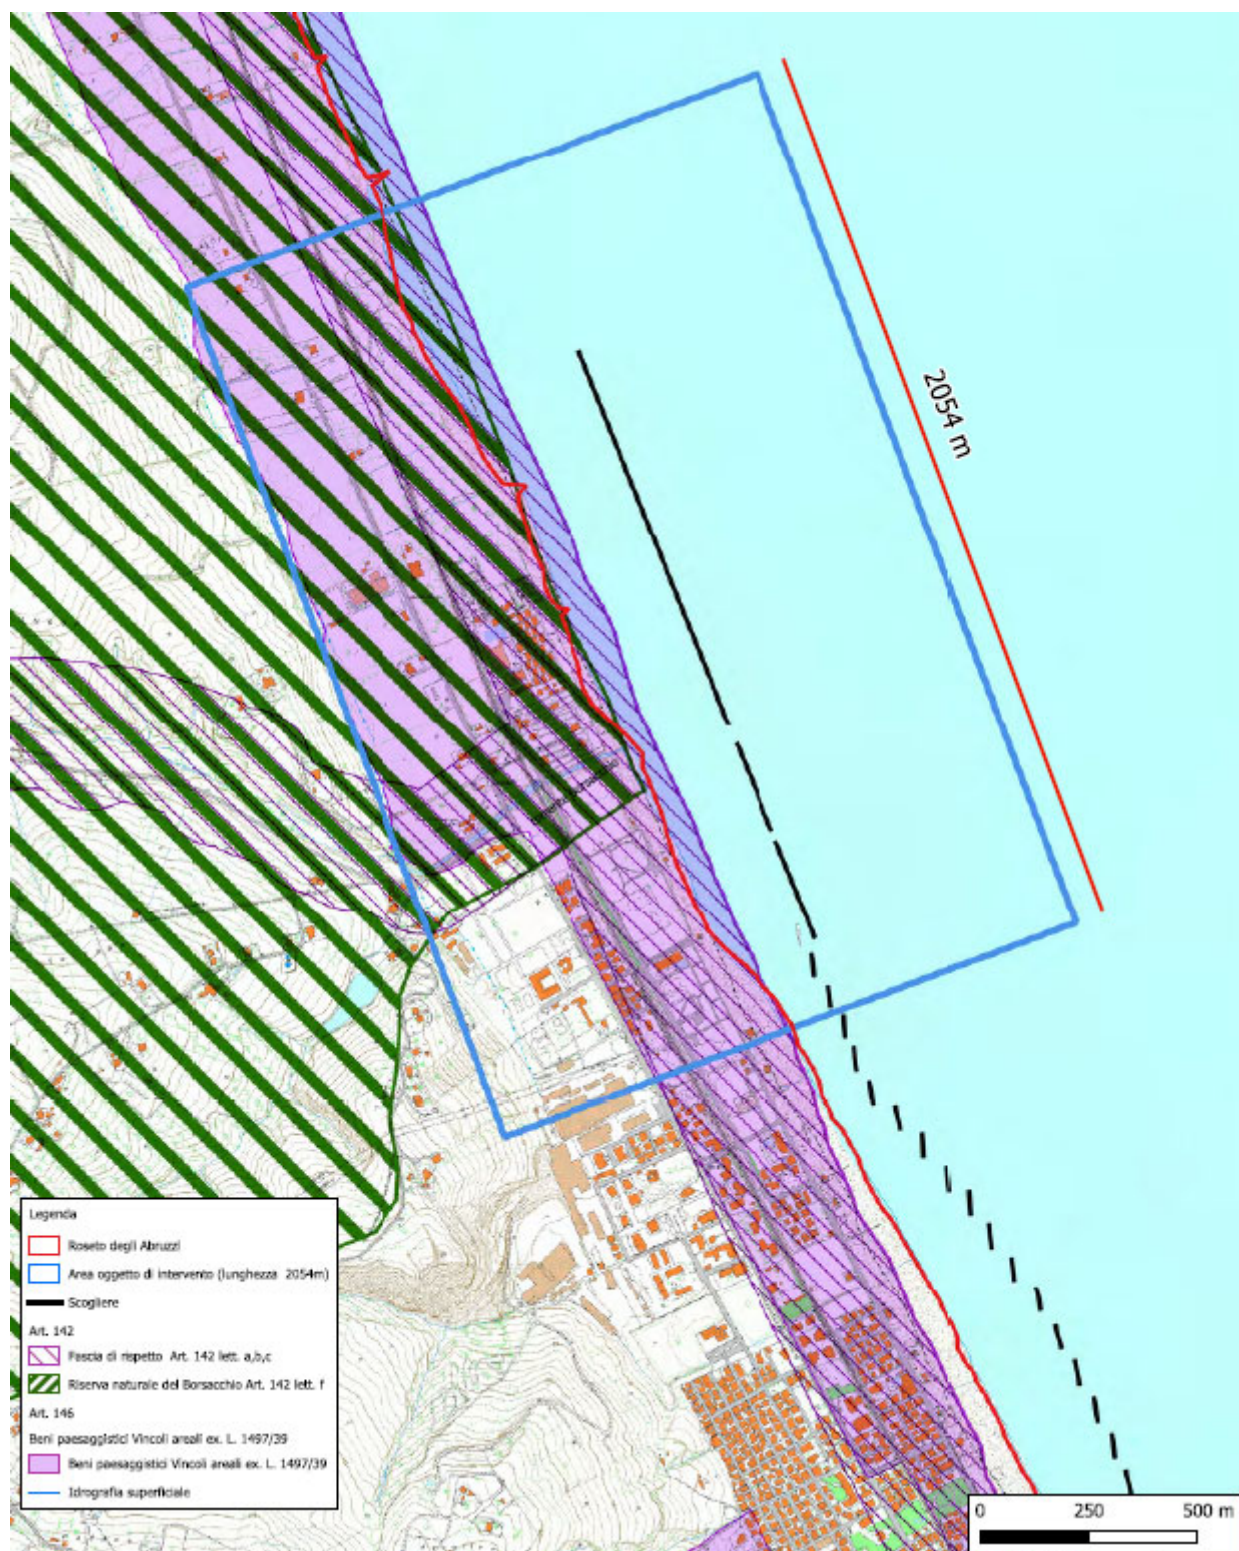 2054 m
Legenda
Roseto degli Abruzzi
Area oggetto di intervento (lunghezza 2054m)
Scogliere
Art. 142
Fascia di rispetto Art. 142 lett. a,b,c
Riserva naturale del Borsacchio Art. 142 lett. f
Art. 146
Beni paesaggistici Vincoli areali ex. L. 1497/39
Beni paesaggistici Vincoli areali ex. L. 1497/39
Idrografia superficiale
0 250 500 m